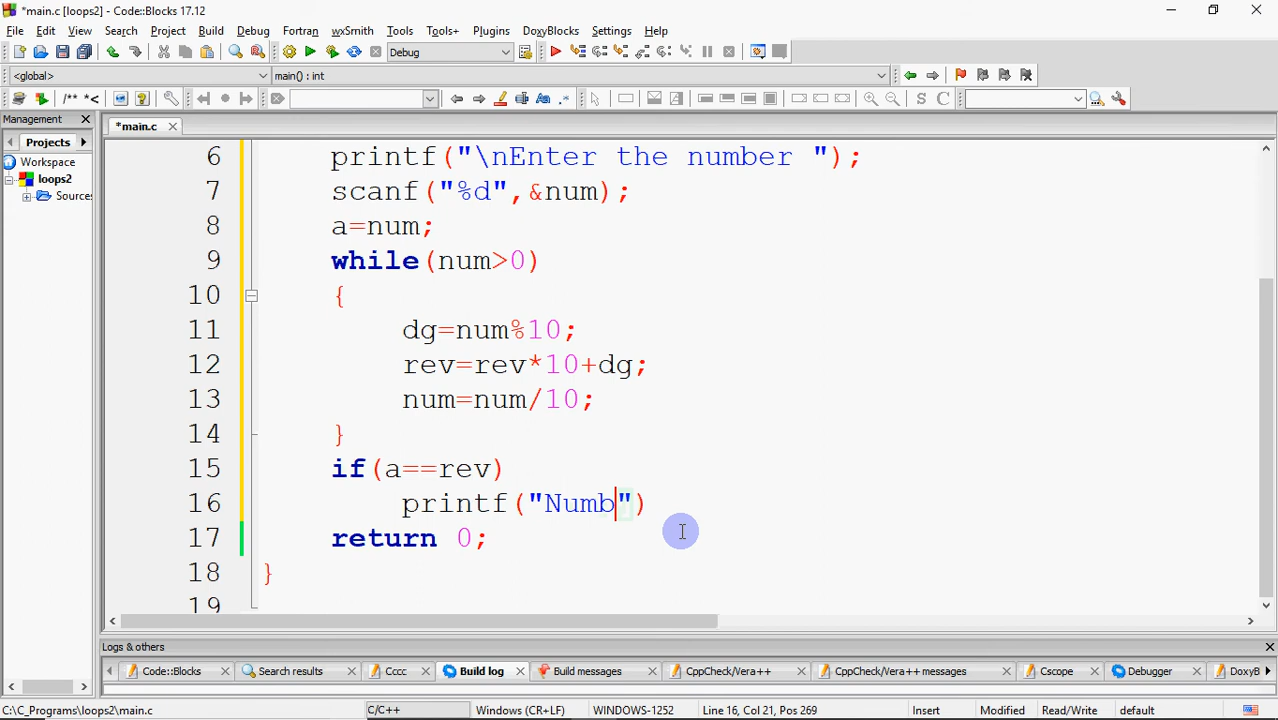 *main.c [loops2] - Code::Blocks 17.12
File Edit View Search Project Build Debug Fortran wxSmith Tools Tools+ Plugins DoxyBlocks Settings Help
Debug
<global> main() : int
/** *<
S C
Management
*main.c
Projects
Workspace
loops2
Sources
6 printf("\nEnter the number ");
7 scanf("%d",&num);
8 a=num;
9 while(num>0)
10 {
11 dg=num%10;
12 rev=rev*10+dg;
13 num=num/10;
14 }
15 if(a==rev)
16 printf("Numb")
17 return 0;
18 }
19
Logs & others
Code::Blocks Search results Cccc Build log Build messages CppCheck/Vera++ CppCheck/Vera++ messages Cscope Debugger DoxyB
C:\C_Programs\loops2\main.c C/C++ Windows (CR+LF) WINDOWS-1252 Line 16, Col 21, Pos 269 Insert Modified Read/Write default